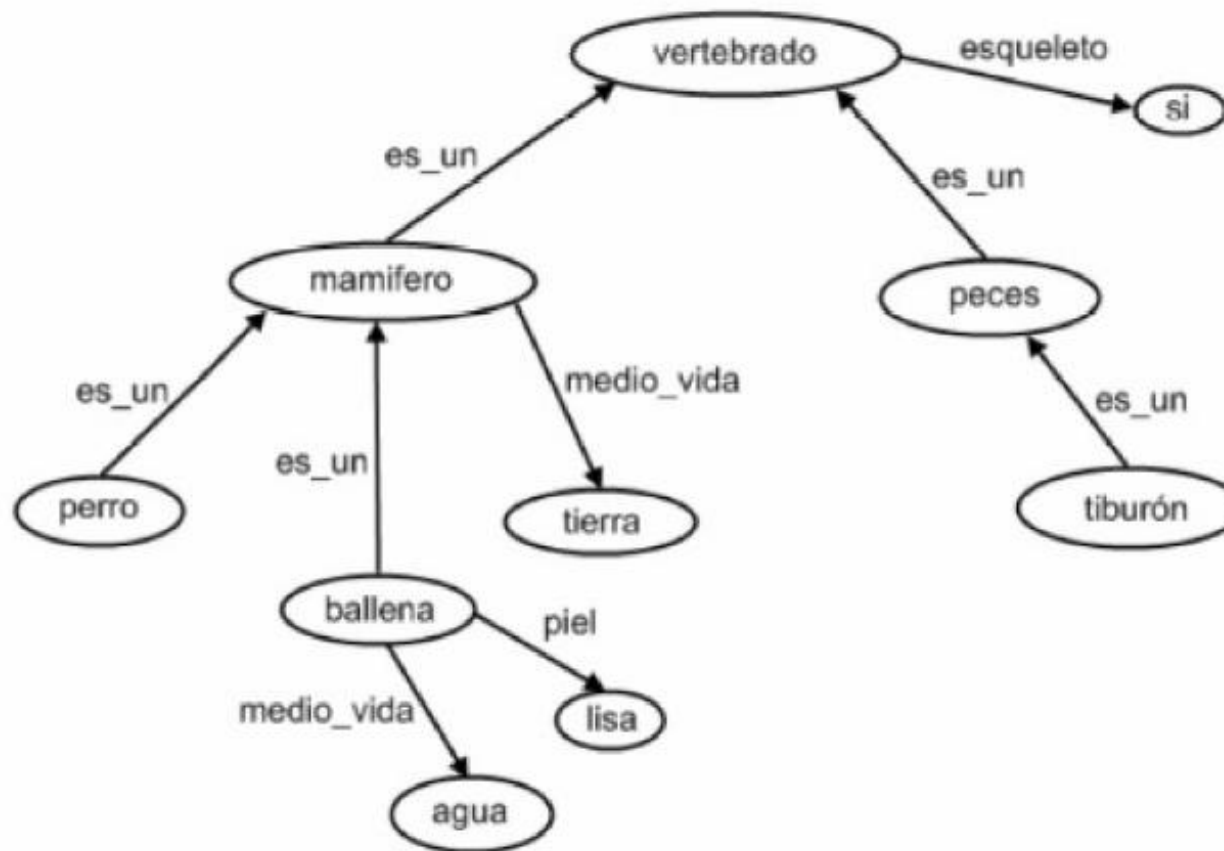 vertebrado
esqueleto
si
es_un
es_un
mamifero
peces
es_un
medio_vida
es_un
es_un
perro
tierra
tiburón
ballena
piel
medio_vida
lisa
agua